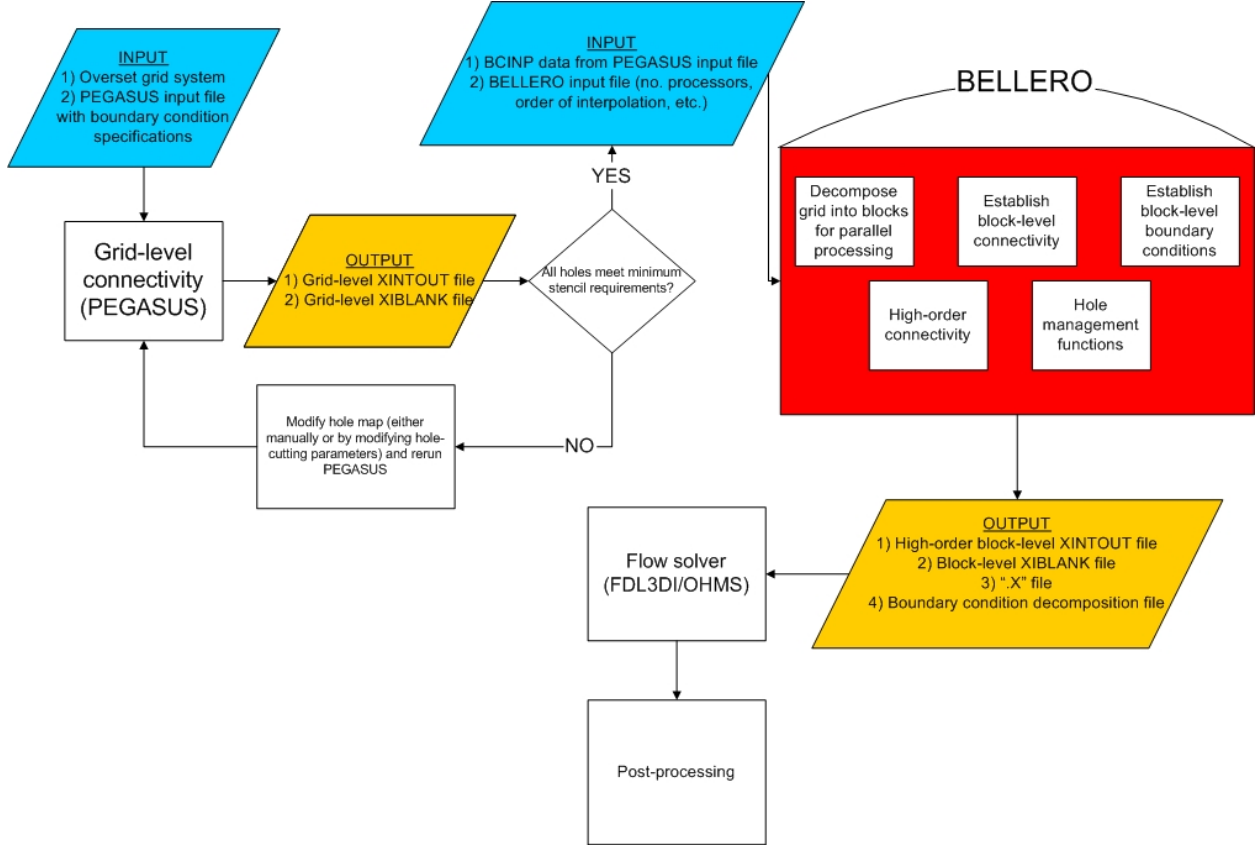 INPUT
1) Overset grid system
2) PEGASUS input file
with boundary condition
specifications
INPUT
1) BCINP data from PEGASUS input file
2) BELLERO input file (no. processors,
order of interpolation, etc.)
BELLERO
YES
Decompose
grid into blocks
for parallel
processing
Establish
block-level
connectivity
Establish
block-level
boundary
conditions
Grid-level
connectivity
(PEGASUS)
OUTPUT
1) Grid-level XINTOUT file
2) Grid-level XIBLANK file
All holes meet minimum
stencil requirements?
High-order
connectivity
Hole
management
functions
Modify hole map (either
manually or by modifying hole-
cutting parameters) and rerun
PEGASUS
NO
OUTPUT
1) High-order block-level XINTOUT file
2) Block-level XIBLANK file
3) “.X” file
4) Boundary condition decomposition file
Flow solver
(FDL3DI/OHMS)
Post-processing